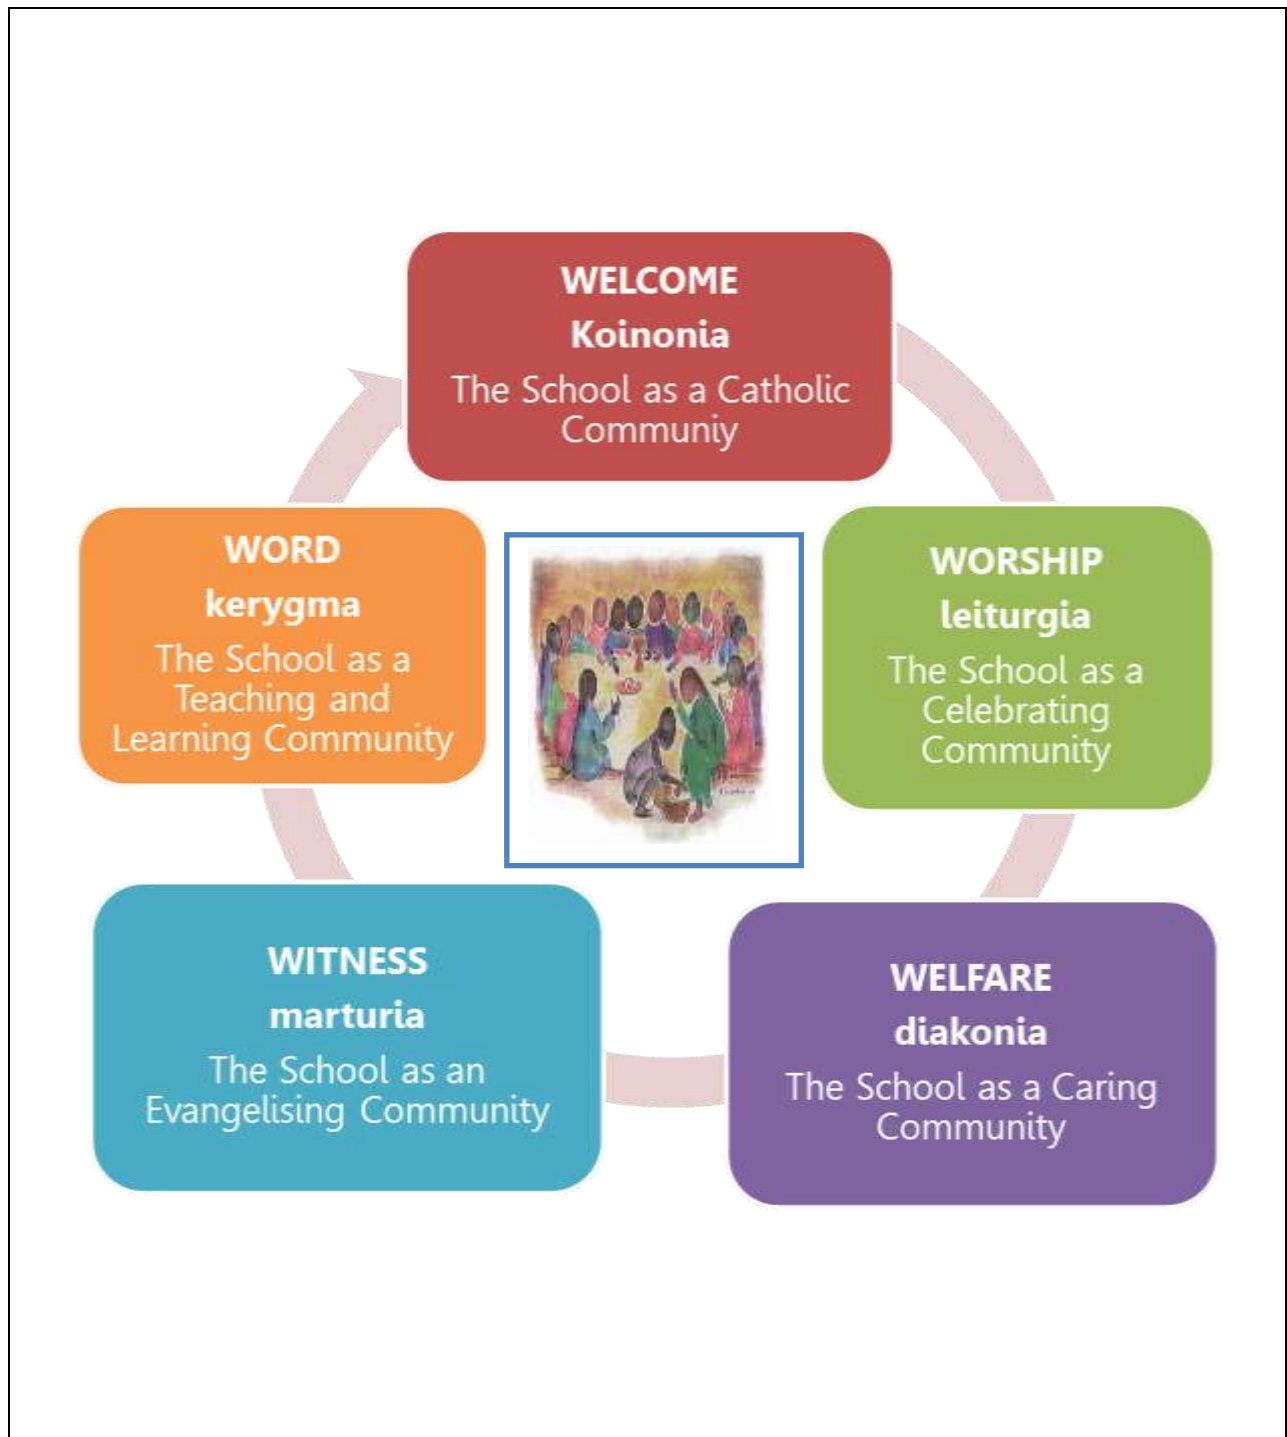 WELCOME
Koinonia
The School as a Catholic
Communiy
WORSHIP
leiturgia
The School as a
Celebrating
Community
WELFARE
diakonia
The School as a Caring
Community
WITNESS
marturia
The School as an
Evangelising Community
WORD
kerygma
The School as a
Teaching and
Learning Community